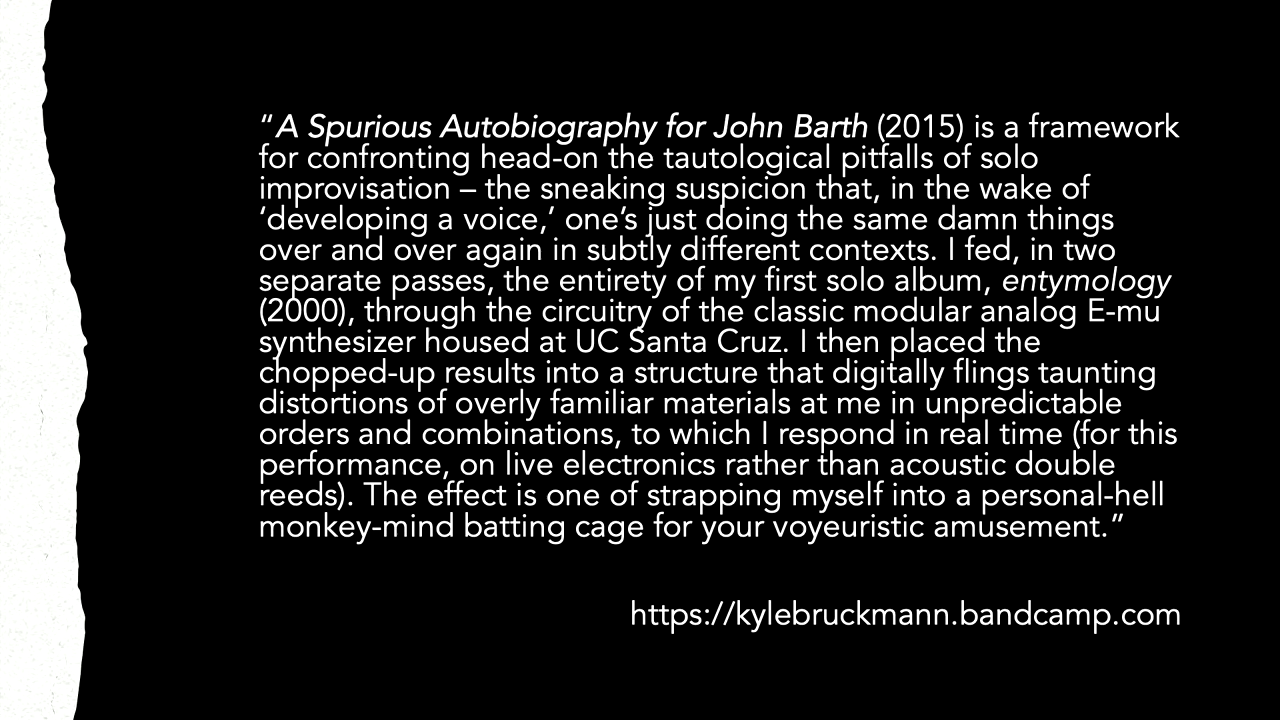 “A Spurious Autobiography for John Barth (2015) is a framework
for confronting head-on the tautological pitfalls of solo
improvisation – the sneaking suspicion that, in the wake of
‘developing a voice,’ one’s just doing the same damn things
over and over again in subtly different contexts. I fed, in two
separate passes, the entirety of my first solo album, entymology
(2000), through the circuitry of the classic modular analog E-mu
synthesizer housed at UC Santa Cruz. I then placed the
chopped-up results into a structure that digitally flings taunting
distortions of overly familiar materials at me in unpredictable
orders and combinations, to which I respond in real time (for this
performance, on live electronics rather than acoustic double
reeds). The effect is one of strapping myself into a personal-hell
monkey-mind batting cage for your voyeuristic amusement.”
https://kylebruckmann.bandcamp.com